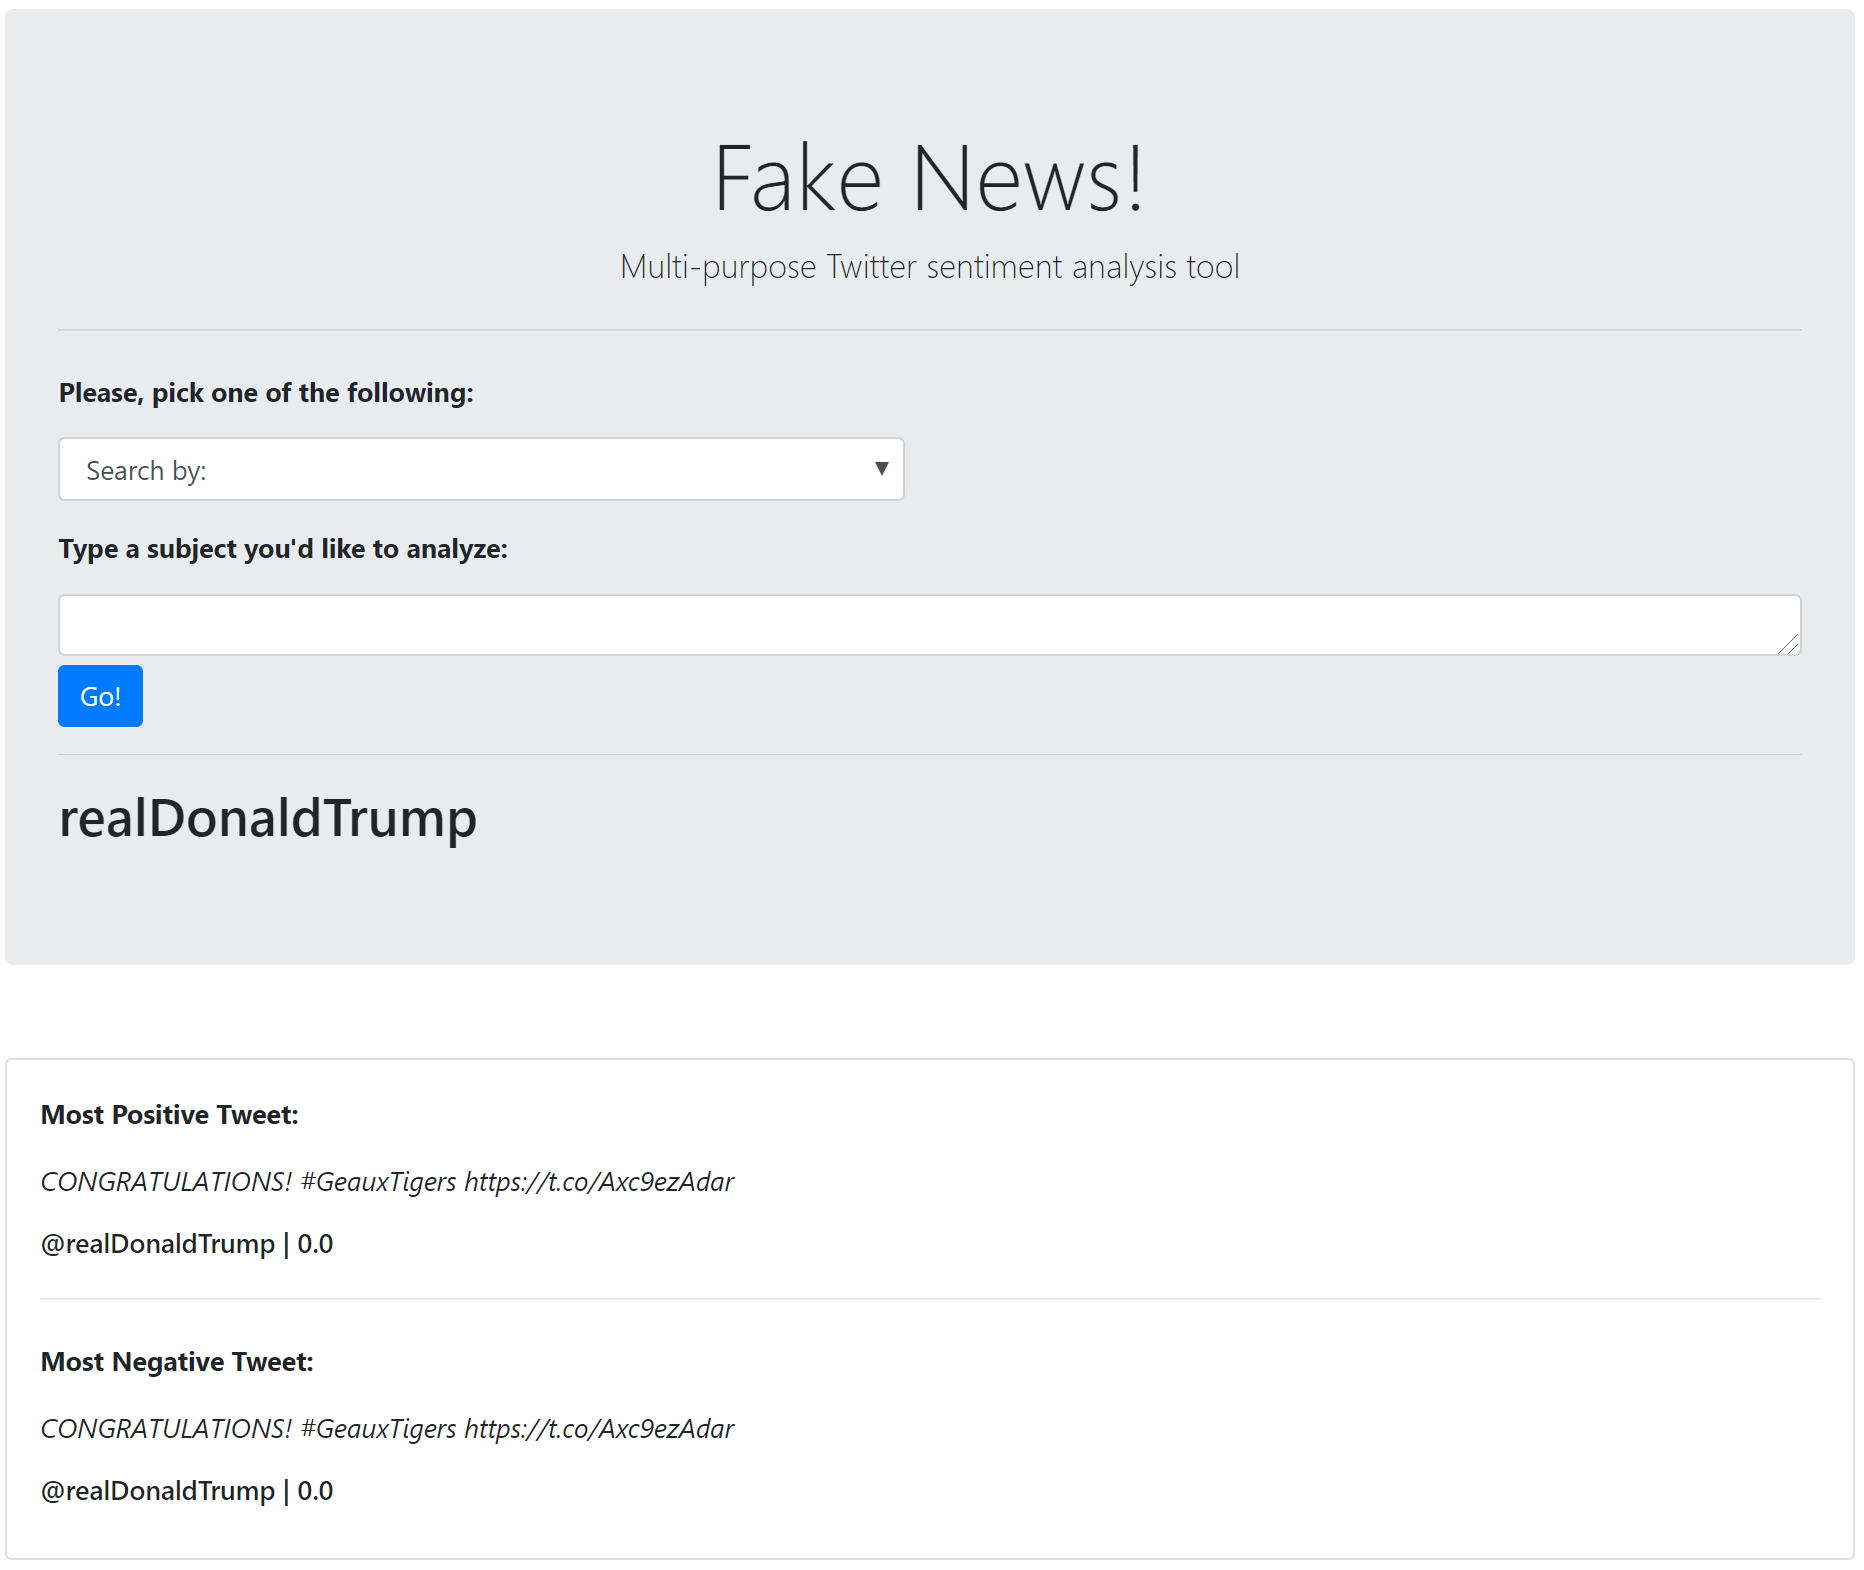 Fake News!
Multi-purpose Twitter sentiment analysis tool
Please, pick one of the following:
Search by:
Type a subject you'd like to analyze:
Go!
realDonaldTrump
Most Positive Tweet:
CONGRATULATIONS! #GeauxTigers https://t.co/Axc9ezAdar
@realDonaldTrump | 0.0
Most Negative Tweet:
CONGRATULATIONS! #GeauxTigers https://t.co/Axc9ezAdar
@realDonaldTrump | 0.0